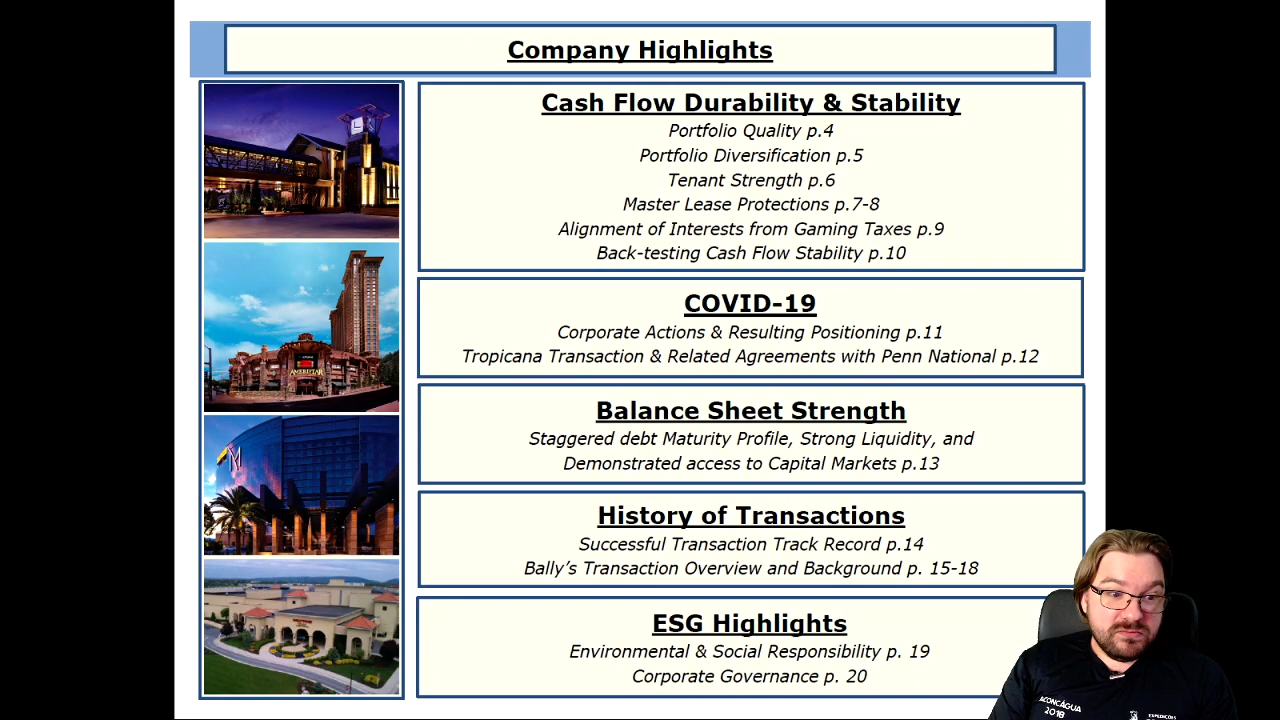 Company Highlights
Cash Flow Durability & Stability
Portfolio Quality p.4
Portfolio Diversification p.5
Tenant Strength p.6
Master Lease Protections p.7-8
Alignment of Interests from Gaming Taxes p.9
Back-testing Cash Flow Stability p.10
COVID-19
Corporate Actions & Resulting Positioning p.11
Tropicana Transaction & Related Agreements with Penn National p.12
Balance Sheet Strength
Staggered debt Maturity Profile, Strong Liquidity, and
Demonstrated access to Capital Markets p.13
History of Transactions
Successful Transaction Track Record p.14
Bally's Transaction Overview and Background p. 15-18
ESG Highlights
Environmental & Social Responsibility p. 19
Corporate Governance p. 20
L
AMERISTAR
M
ACONCÁGUA
2018
EXPEDIÇÕES